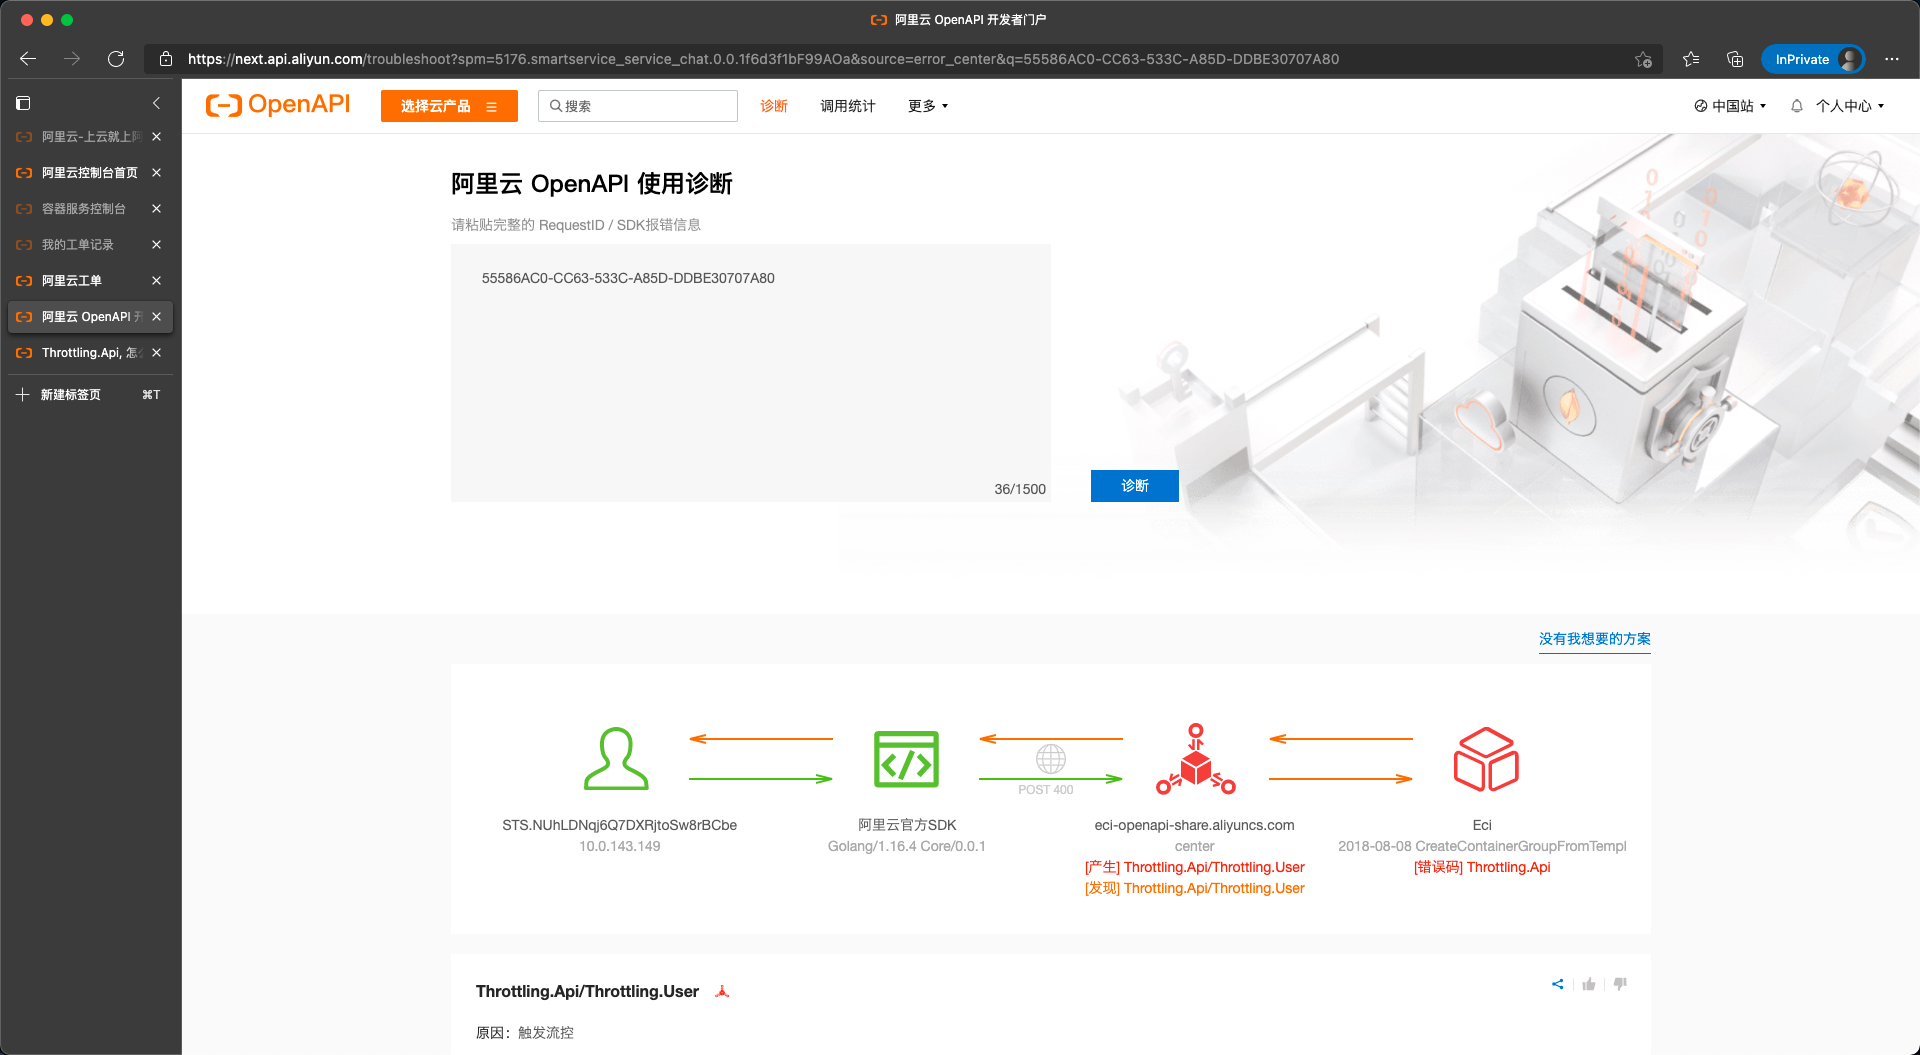 阿里云 OpenAPI 开发者门户
https://next.api.aliyun.com/troubleshoot?spm=5176.smartservice_service_chat.0.0.1f6d3f1bF99AOa&source=error_center&q=55586AC0-CC63-533C-A85D-DDBE30707A80
InPrivate
阿里云-上云就上阿
阿里云控制台首页
容器服务控制台
我的工单记录
阿里云工单
阿里云 OpenAPI 开
Throttling.Api, 怎么
新建标签页 ⌘T
OpenAPI
选择云产品
搜索
诊断
调用统计
更多
中国站
个人中心
阿里云 OpenAPI 使用诊断
请粘贴完整的 RequestID / SDK报错信息
55586AC0-CC63-533C-A85D-DDBE30707A80
36/1500
诊断
没有我想要的方案
POST 400
STS.NUhLDNqj6Q7DXRjtoSw8rBCbe
10.0.143.149
阿里云官方SDK
Golang/1.16.4 Core/0.0.1
eci-openapi-share.aliyuncs.com
center
[产生] Throttling.Api/Throttling.User
[发现] Throttling.Api/Throttling.User
Eci
2018-08-08 CreateContainerGroupFromTempl
[错误码] Throttling.Api
Throttling.Api/Throttling.User
原因：触发流控